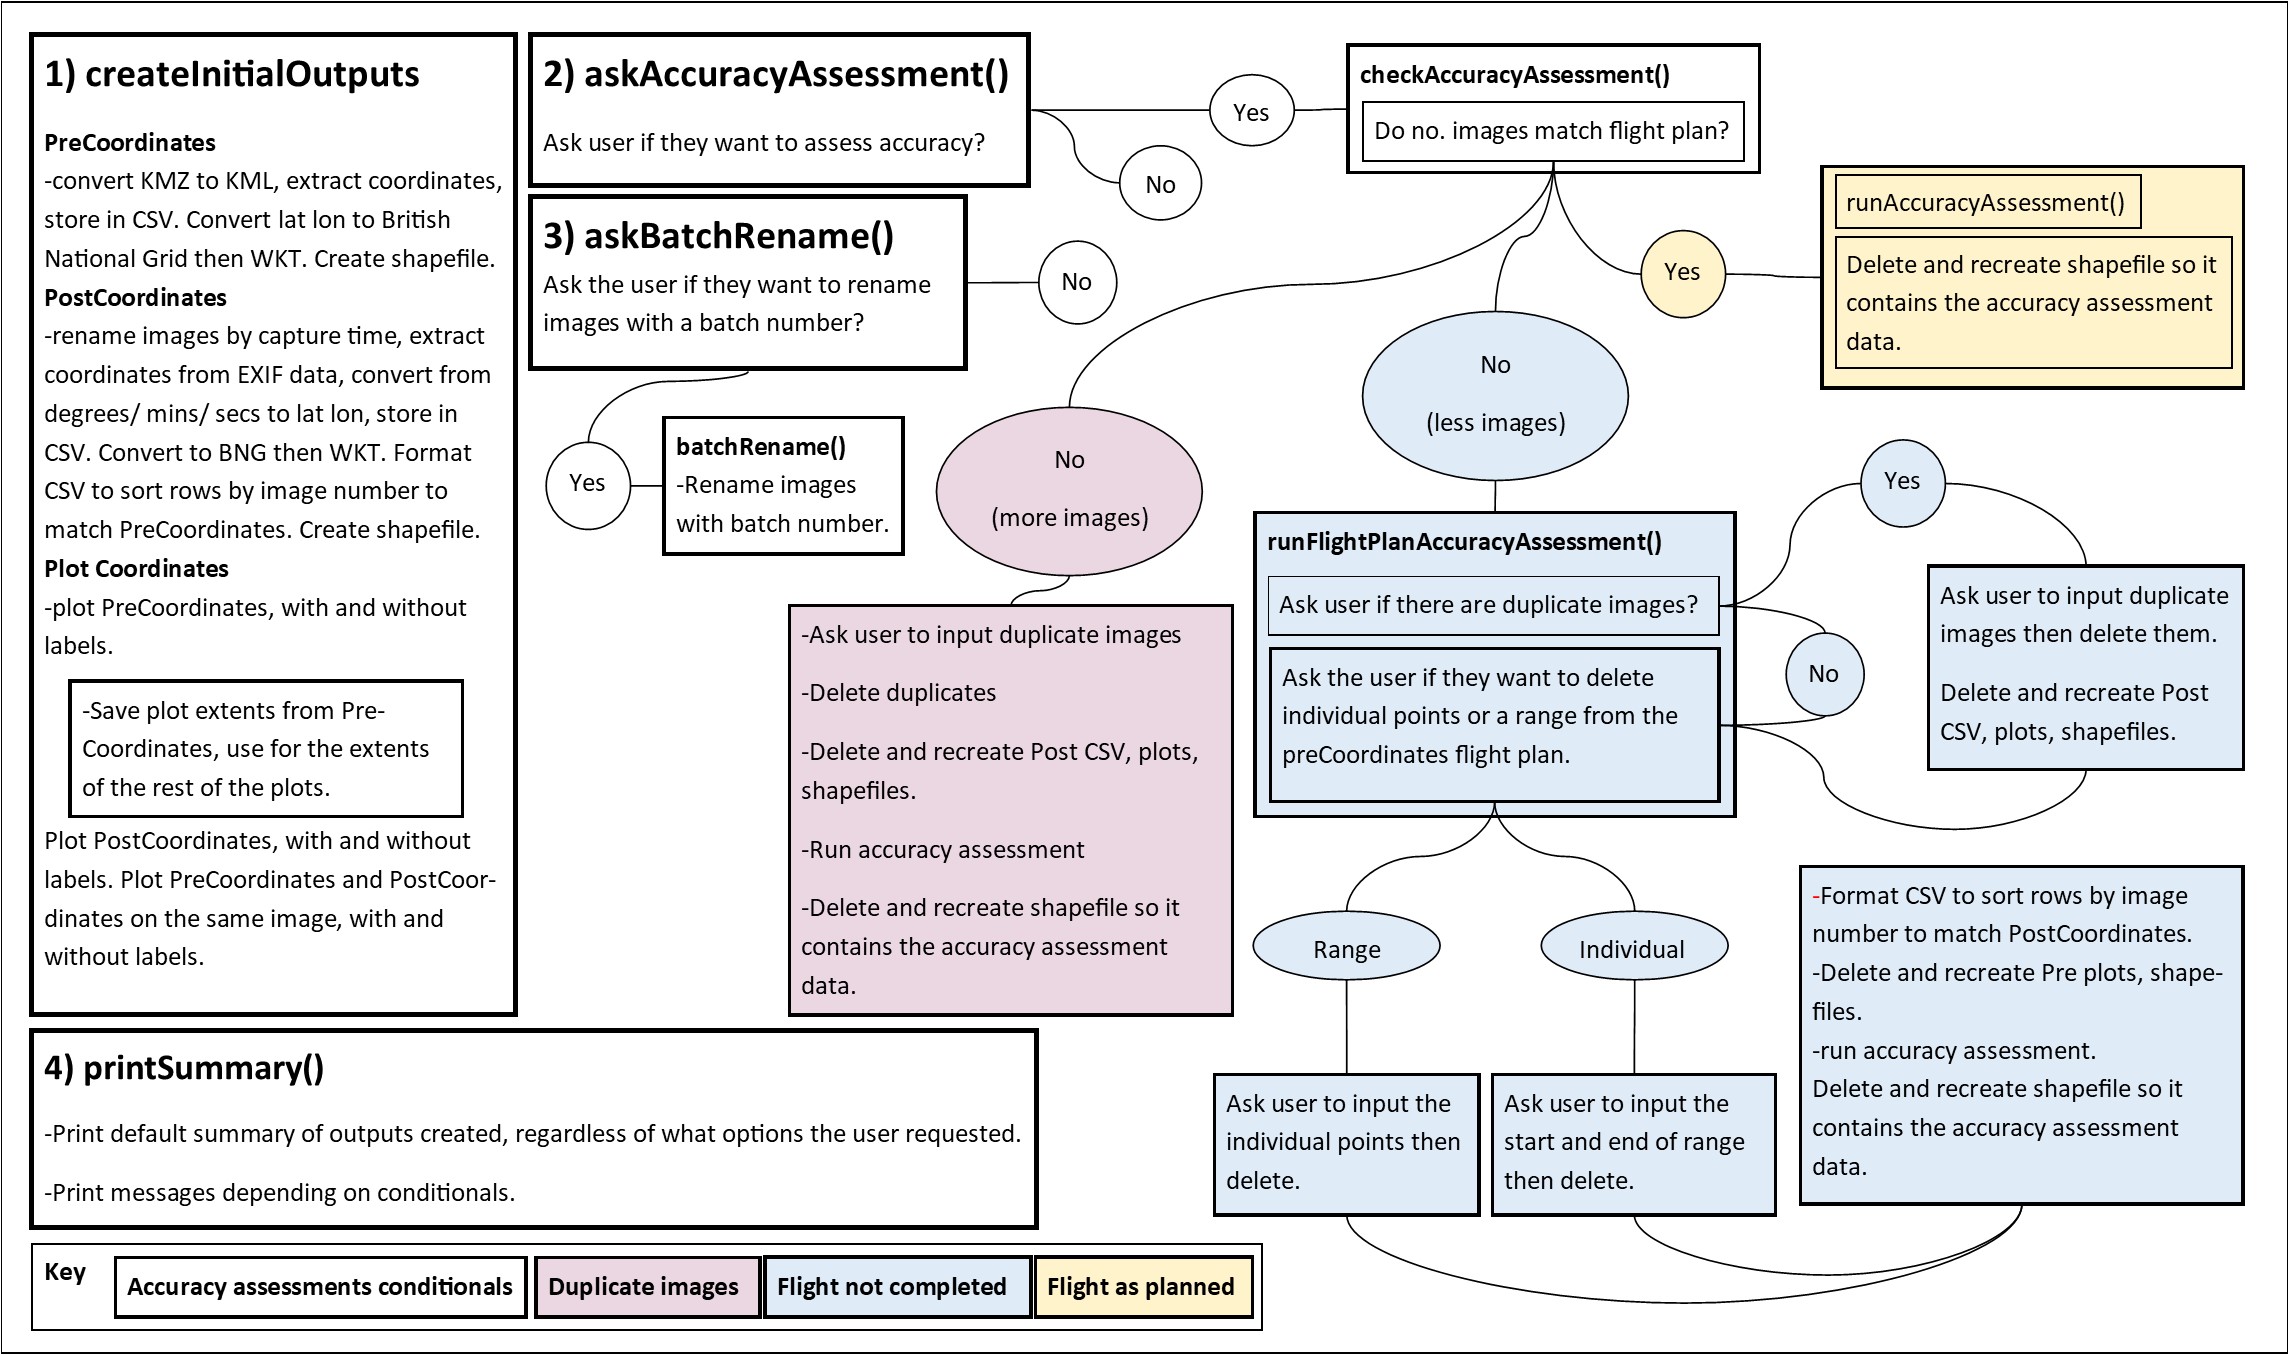 1) createInitialOutputs
PreCoordinates
-convert KMZ to KML, extract coordinates,
store in CSV. Convert lat lon to British
National Grid then WKT. Create shapefile.
PostCoordinates
-rename images by capture time, extract
coordinates from EXIF data, convert from
degrees/ mins/ secs to lat lon, store in
CSV. Convert to BNG then WKT. Format
CSV to sort rows by image number to
match PreCoordinates. Create shapefile.
Plot Coordinates
-plot PreCoordinates, with and without
labels.
-Save plot extents from Pre-
Coordinates, use for the extents
of the rest of the plots.
Plot PostCoordinates, with and without
labels. Plot PreCoordinates and PostCoor-
dinates on the same image, with and
without labels.
2) askAccuracyAssessment()
Ask user if they want to assess accuracy?
Yes
No
checkAccuracyAssessment()
Do no. images match flight plan?
Yes
runAccuracyAssessment()
Delete and recreate shapefile so it
contains the accuracy assessment
data.
3) askBatchRename()
Ask the user if they want to rename
images with a batch number?
No
Yes
batchRename()
-Rename images
with batch number.
No
(more images)
-Ask user to input duplicate images
-Delete duplicates
-Delete and recreate Post CSV, plots,
shapefiles.
-Run accuracy assessment
-Delete and recreate shapefile so it
contains the accuracy assessment
data.
No
(less images)
runFlightPlanAccuracyAssessment()
Ask user if there are duplicate images?
Ask the user if they want to delete
individual points or a range from the
preCoordinates flight plan.
Yes
No
Ask user to input duplicate
images then delete them.
Delete and recreate Post
CSV, plots, shapefiles.
Range
Individual
Ask user to input the
individual points then
delete.
Ask user to input the
start and end of range
then delete.
-Format CSV to sort rows by image
number to match PostCoordinates.
-Delete and recreate Pre plots, shape-
files.
-run accuracy assessment.
Delete and recreate shapefile so it
contains the accuracy assessment
data.
4) printSummary()
-Print default summary of outputs created, regardless of what options the user requested.
-Print messages depending on conditionals.
Key
Accuracy assessments conditionals
Duplicate images
Flight not completed
Flight as planned